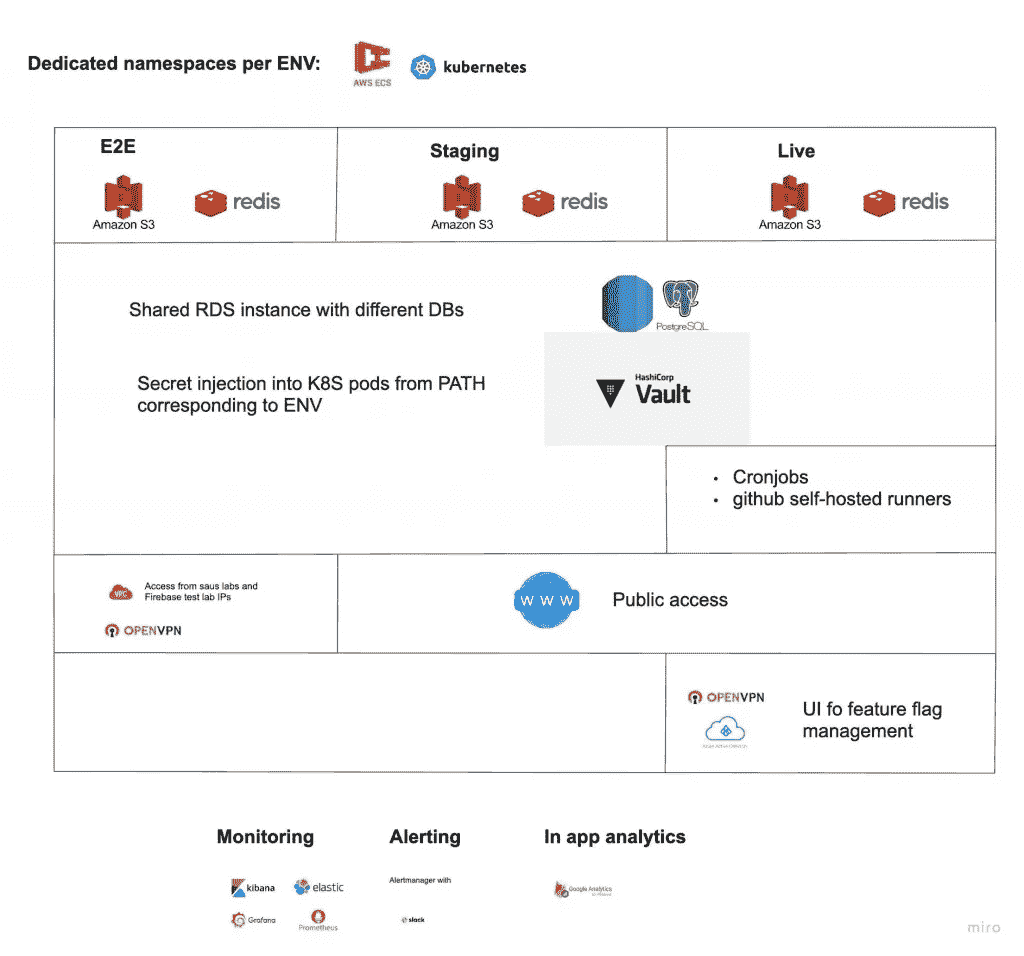 Dedicated namespaces per ENV:
AWS ECS
kubernetes
E2E
Amazon S3
redis
Staging
Amazon S3
redis
Live
Amazon S3
redis
Shared RDS instance with different DBs
PostgreSQL
Secret injection into K8S pods from PATH
corresponding to ENV
HashiCorp
Vault
• Cronjobs
• github self-hosted runners
VPC
Access from saus labs and
Firebase test lab IPs
OPENVPN
WWW
Public access
OPENVPN
Azure Active Directory
UI fo feature flag
management
Monitoring
Alerting
In app analytics
kibana
elastic
Alertmanager with
Google Analytics
Grafana
Prometheus
slack
miro